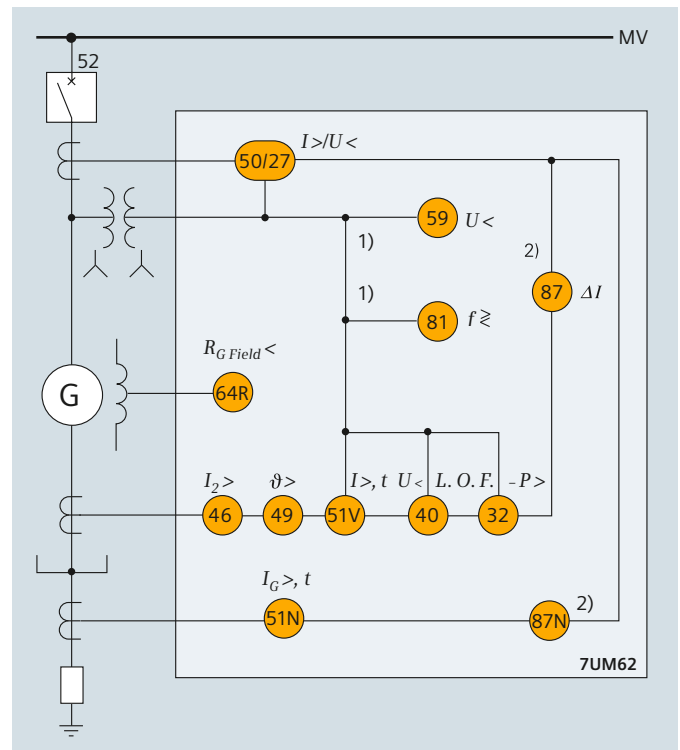 MV
52
I>/U<
50/27
59 U<
1)
2)
1)
87 ΔI
81 f≷
R_G Field<
G
64R
I₂> ϑ> I>, t U< L. O. F. –P>
46 49 51V 40 32
I_G>, t
2)
51N 87N
7UM62